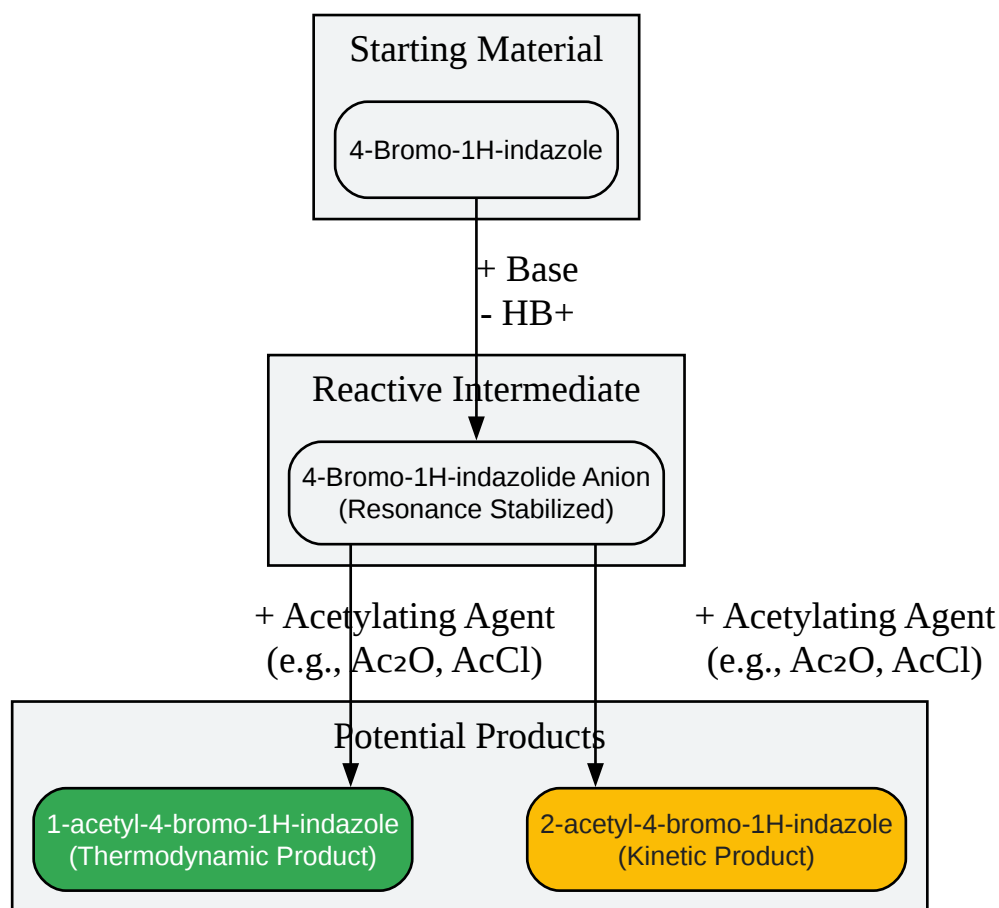 Starting Material
4-Bromo-1H-indazole
+ Base
- HB+
Reactive Intermediate
4-Bromo-1H-indazolide Anion
(Resonance Stabilized)
+ Acetylating Agent
(e.g., Ac₂O, AcCl)
+ Acetylating Agent
(e.g., Ac₂O, AcCl)
Potential Products
1-acetyl-4-bromo-1H-indazole
(Thermodynamic Product)
2-acetyl-4-bromo-1H-indazole
(Kinetic Product)